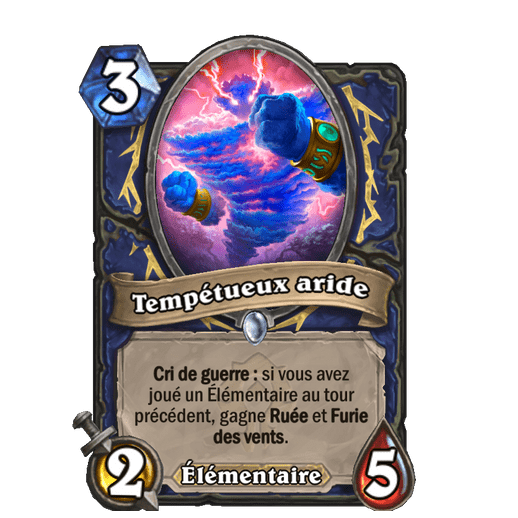 3
Tempétueux aride
Cri de guerre : si vous avez
joué un Élémentaire au tour
précédent, gagne Ruée et Furie
des vents.
2
Élémentaire
5